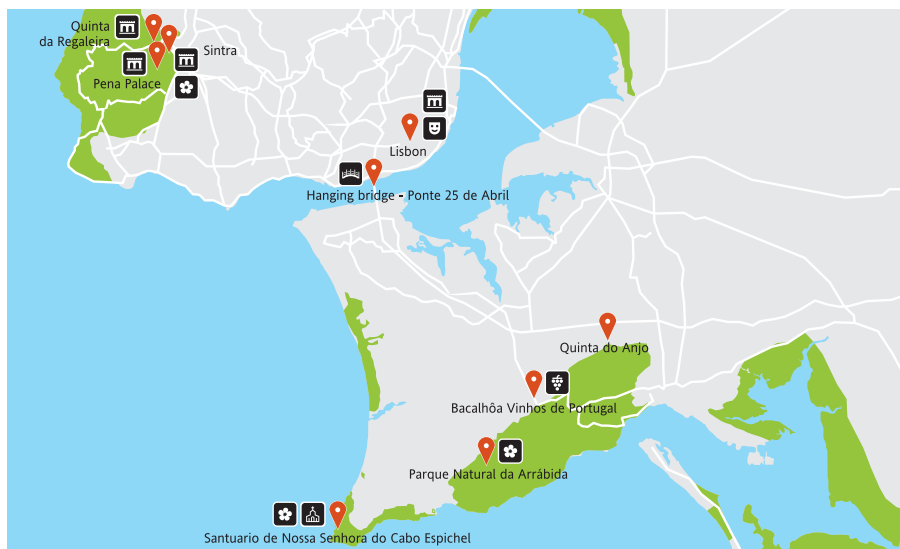 Quinta
da Regaleira
Sintra
Pena Palace
Lisbon
Hanging bridge - Ponte 25 de Abril
Quinta do Anjo
Bacalhôa Vinhos de Portugal
Parque Natural da Arrábida
Santuario de Nossa Senhora do Cabo Espichel